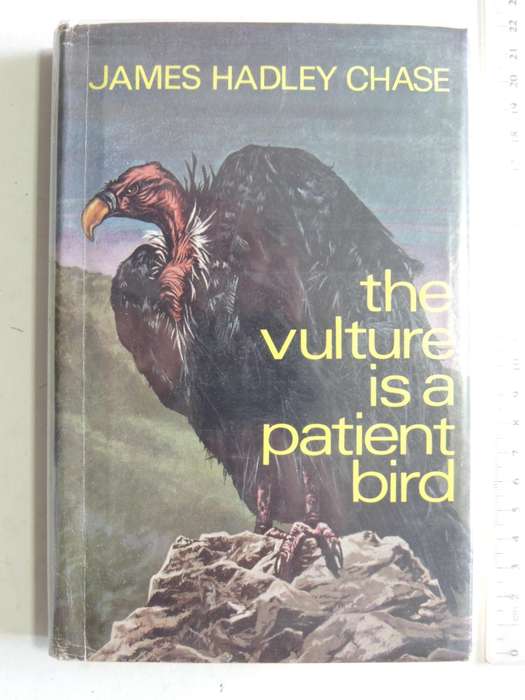 JAMES HADLEY CHASE
the
vulture
is a
patient
bird